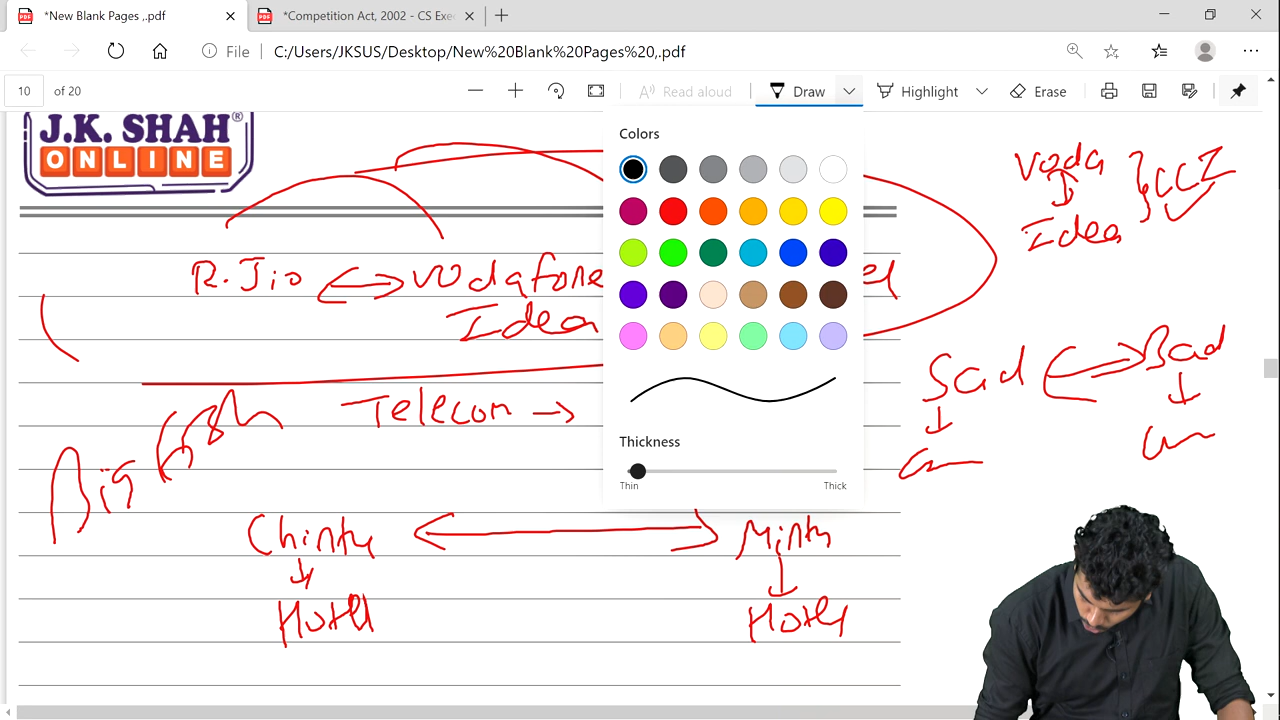 *New Blank Pages ,.pdf
*Competition Act, 2002 - CS Exec
File
C:/Users/JKSUS/Desktop/New%20Blank%20Pages%20,.pdf
10
of 20
Read aloud
Draw
Highlight
Erase
J.K. SHAH®
ONLINE
Colors
Thickness
Thin
Thick
Voda
Idea
CCI
R. Jio
Vodafone
Idea
Sad
Bad
Telecom →
Big fish
Chintu
Mintu
Hotel
Hotel